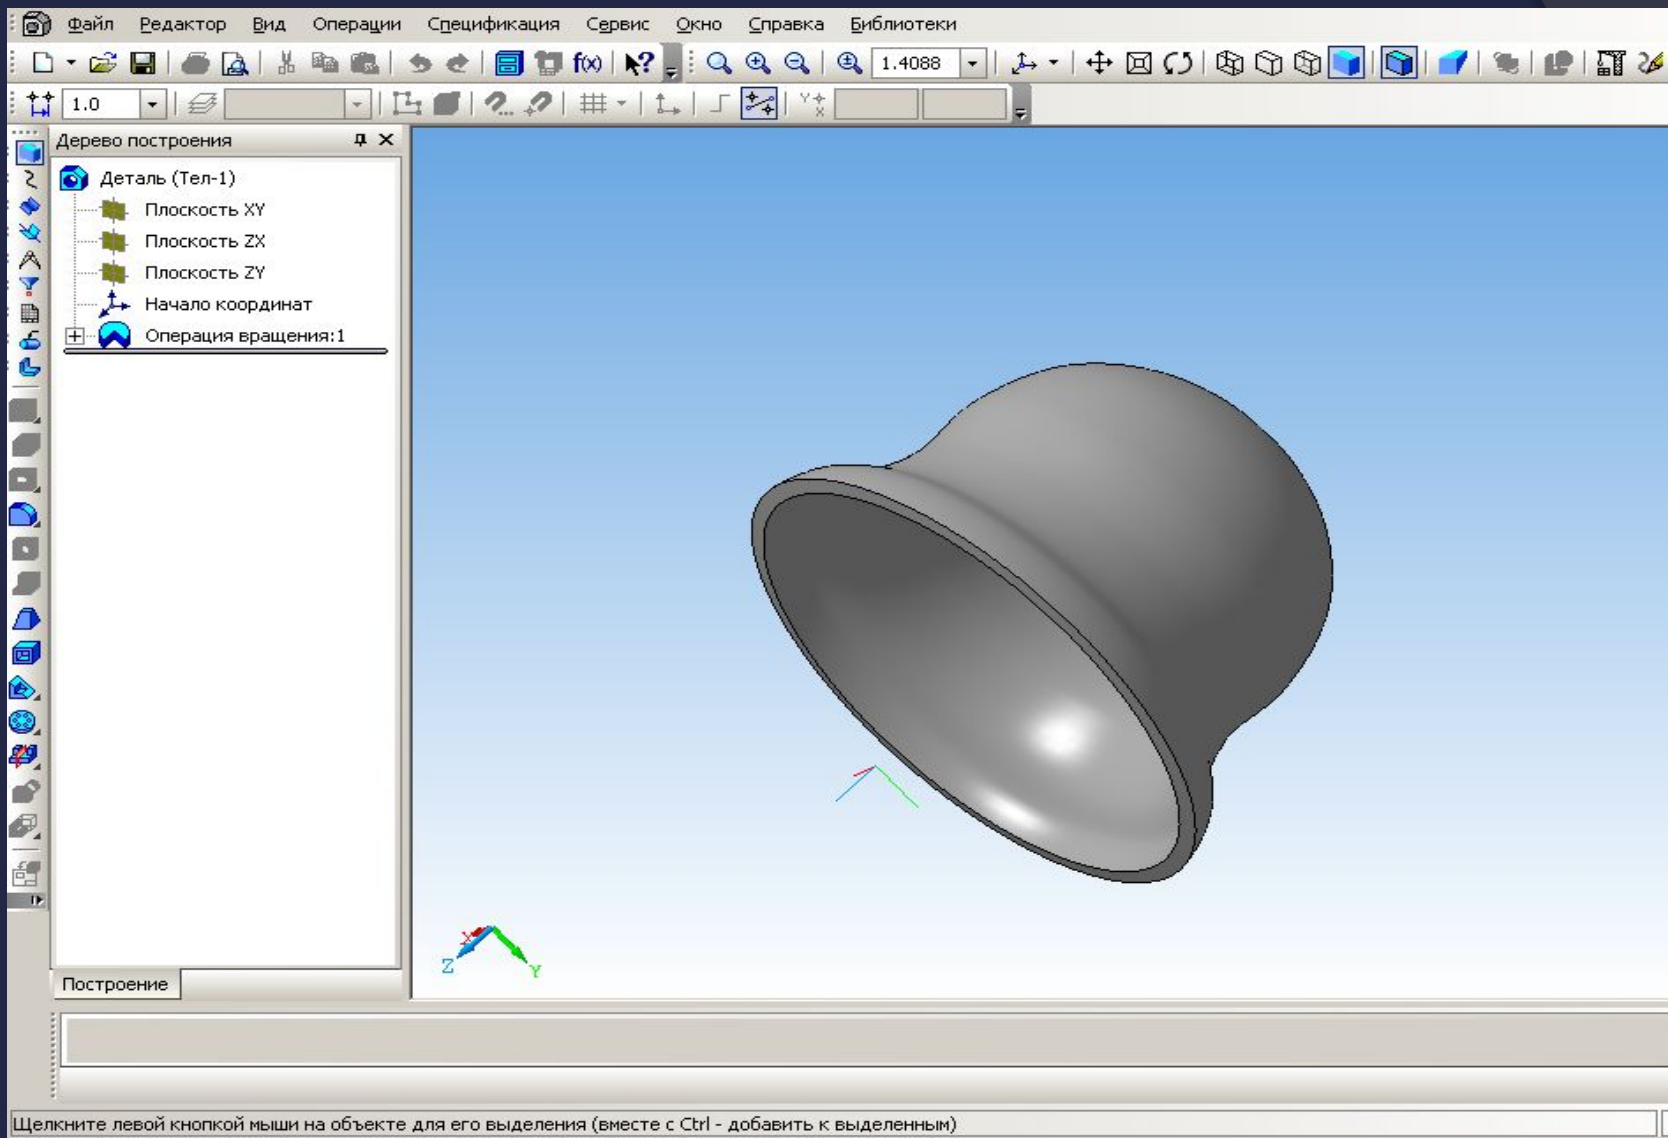 Файл Редактор Вид Операции Спецификация Сервис Окно Справка Библиотеки
f(x) 1.4088
1.0
Дерево построения
Деталь (Тел-1)
Плоскость XY
Плоскость ZX
Плоскость ZY
Начало координат
Операция вращения:1
X
Z Y
Построение
Щелкните левой кнопкой мыши на объекте для его выделения (вместе с Ctrl - добавить к выделенным)